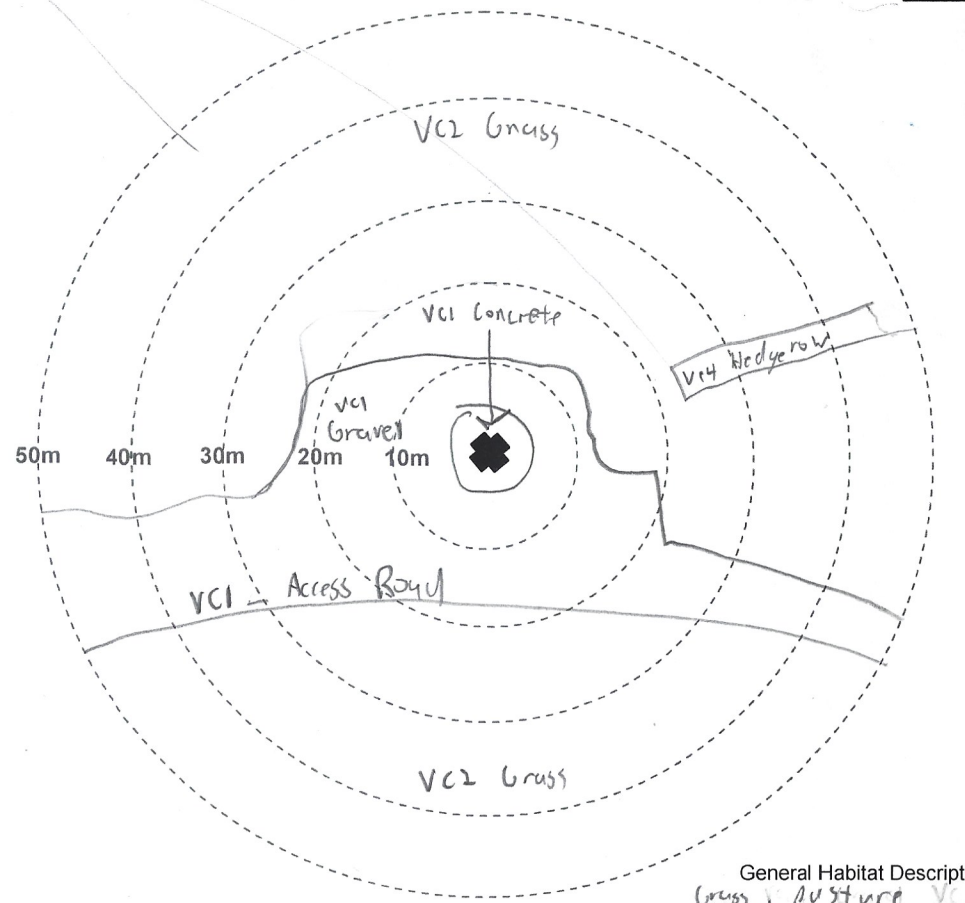 VC2 Grass
VC1 Concrete
VC4 Hedgerow
VC1
Gravel
50m 40m 30m 20m 10m
VC1 - Access Road
VC2 Grass
General Habitat Descript
Grass